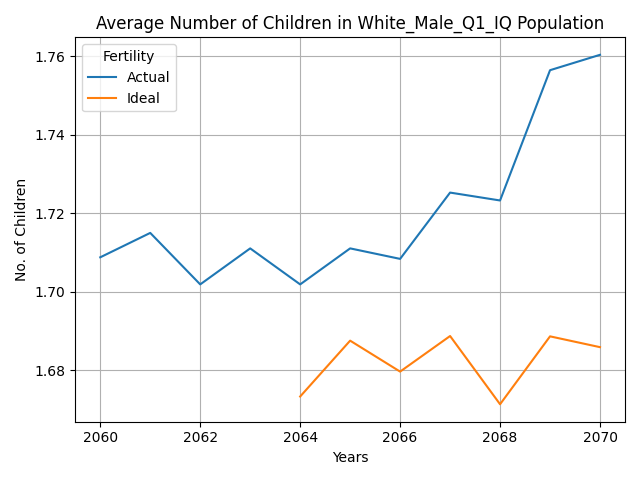 Average Number of Children in White_Male_Q1_IQ Population
Fertility
Actual
Ideal
1.76
1.74
1.72
1.70
1.68
No. of Children
2060 2062 2064 2066 2068 2070
Years